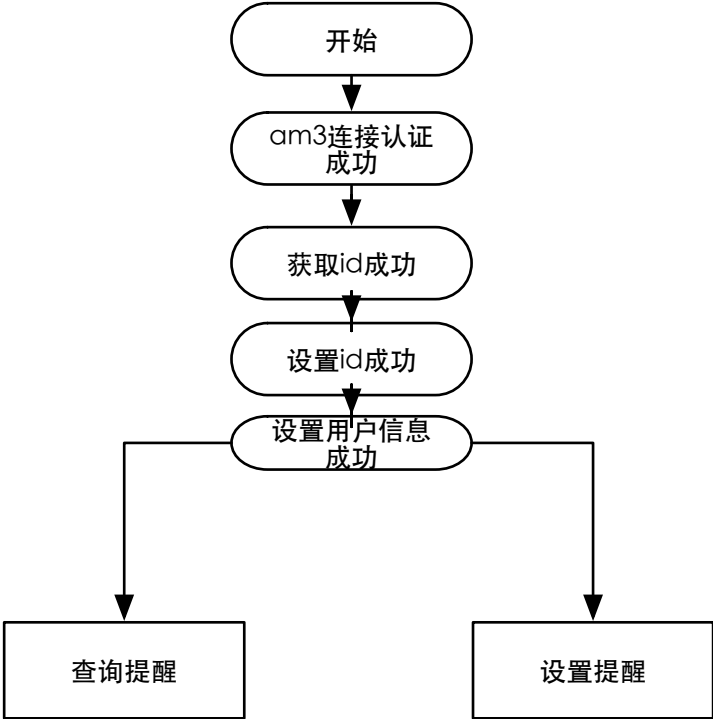 开始
am3连接认证
成功
获取id成功
设置id成功
设置用户信息
成功
查询提醒
设置提醒